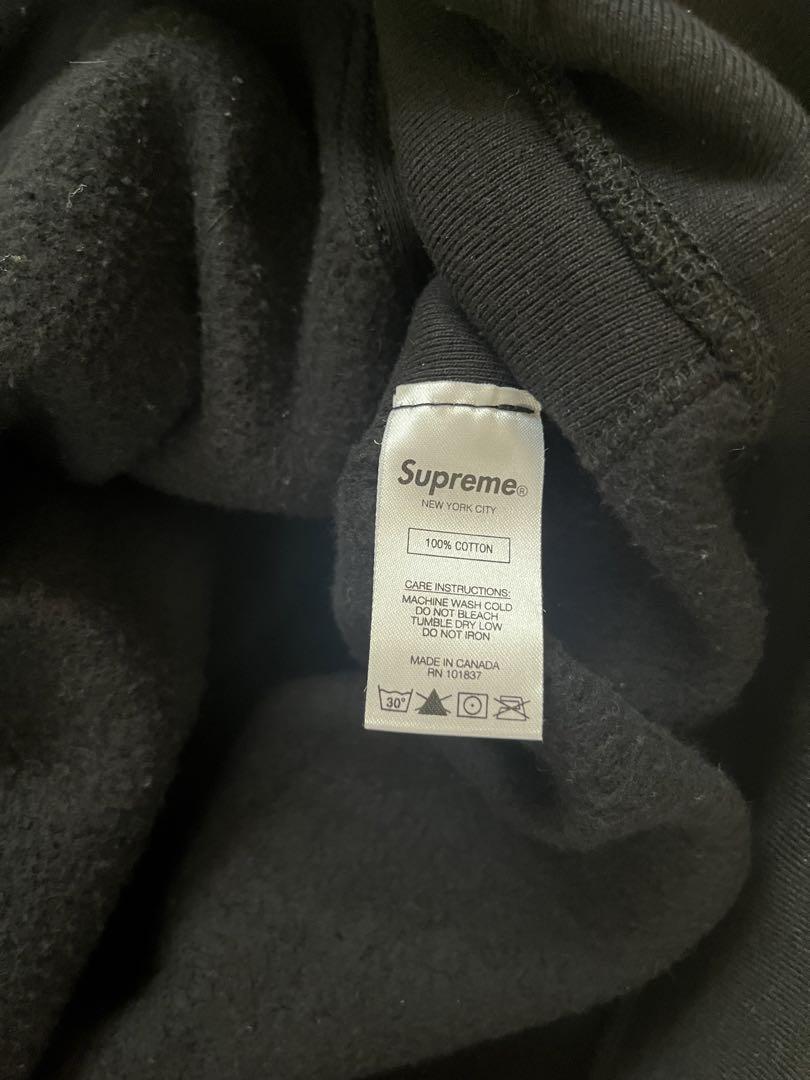 Supreme®
NEW YORK CITY
100% COTTON
CARE INSTRUCTIONS:
MACHINE WASH COLD
DO NOT BLEACH
TUMBLE DRY LOW
DO NOT IRON
MADE IN CANADA
RN 101837
30°